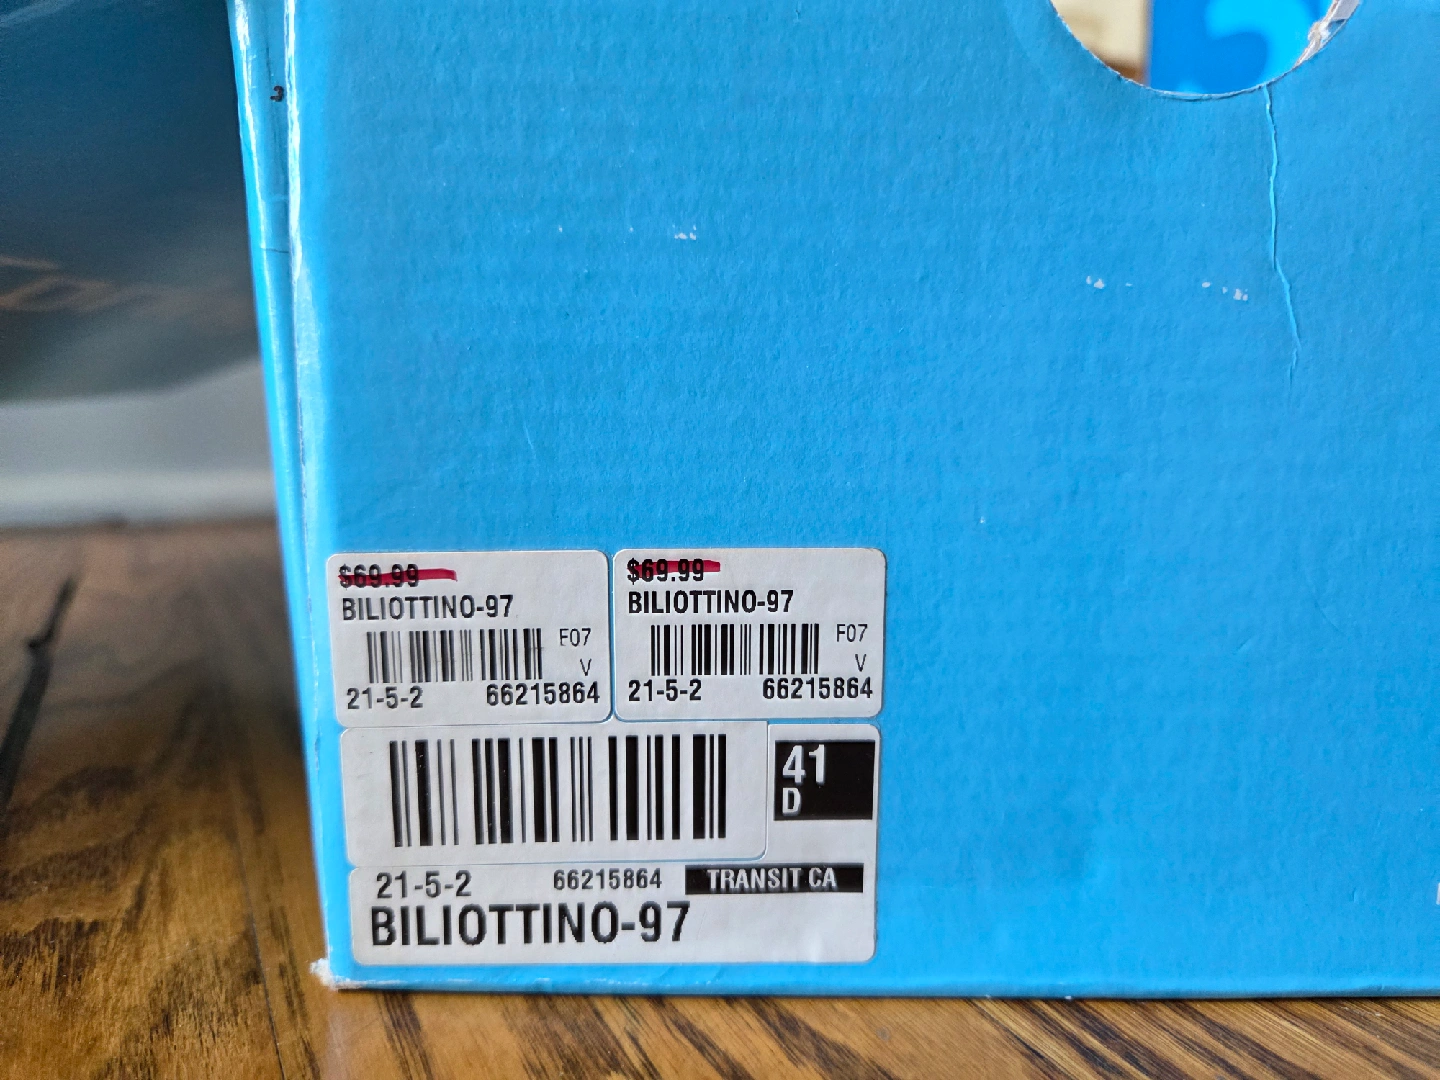 $69.99
BILIOTTINO-97
F07
V
21-5-2 66215864
$69.99
BILIOTTINO-97
F07
V
21-5-2 66215864
41
D
21-5-2 66215864 TRANSIT CA
BILIOTTINO-97